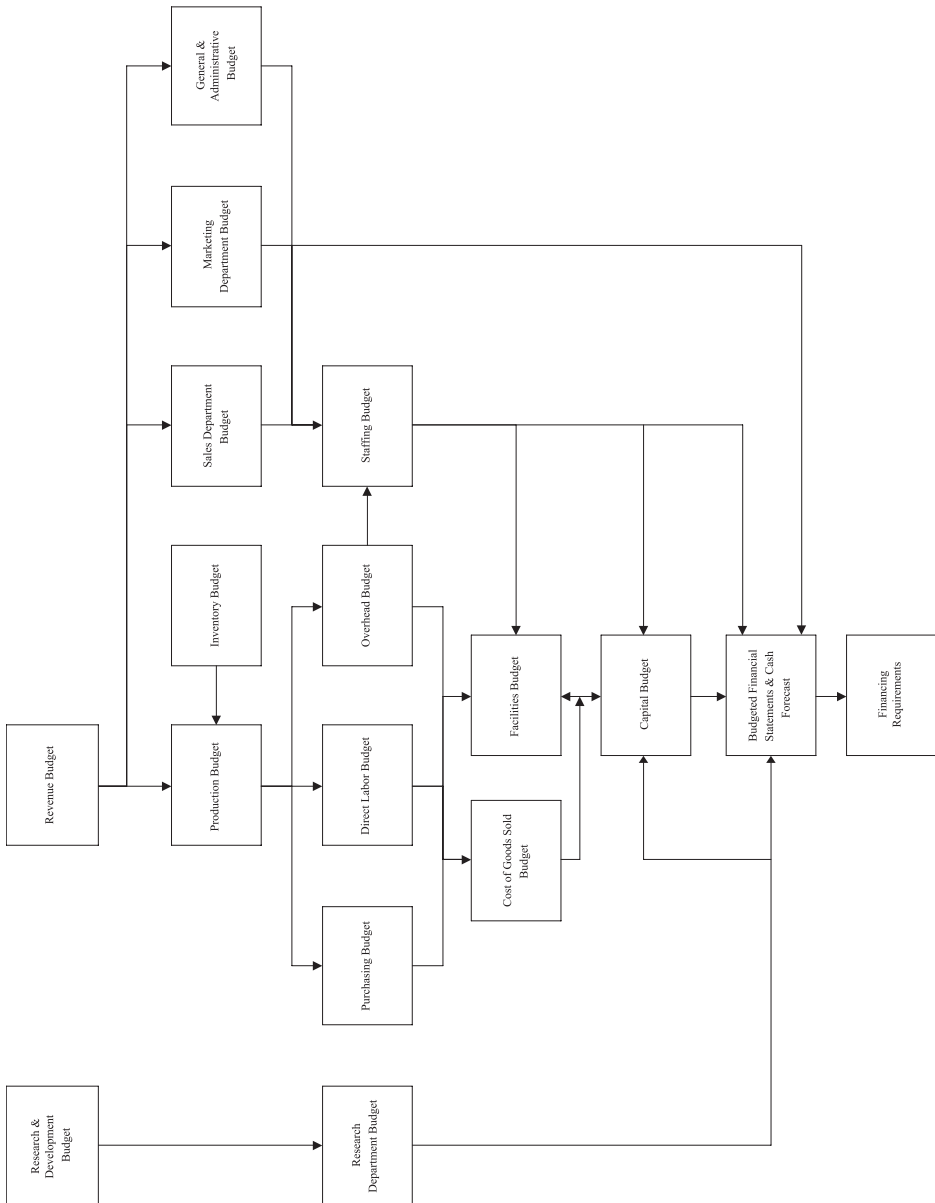 Revenue Budget
Research &
Development
Budget
Production Budget
Inventory Budget
Sales Department
Budget
Marketing
Department Budget
General &
Administrative
Budget
Research
Department Budget
Purchasing Budget
Direct Labor Budget
Overhead Budget
Staffing Budget
Cost of Goods Sold
Budget
Facilities Budget
Capital Budget
Budgeted Financial
Statements & Cash
Forecast
Financing
Requirements